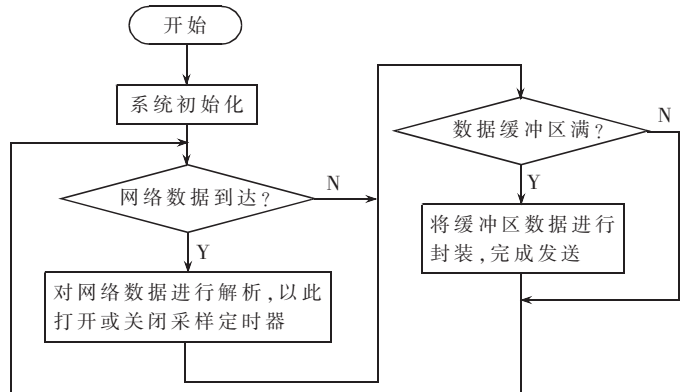 开始
系统初始化
网络数据到达?
N
Y
对网络数据进行解析,以此
打开或关闭采样定时器
数据缓冲区满?
N
Y
将缓冲区数据进行
封装,完成发送